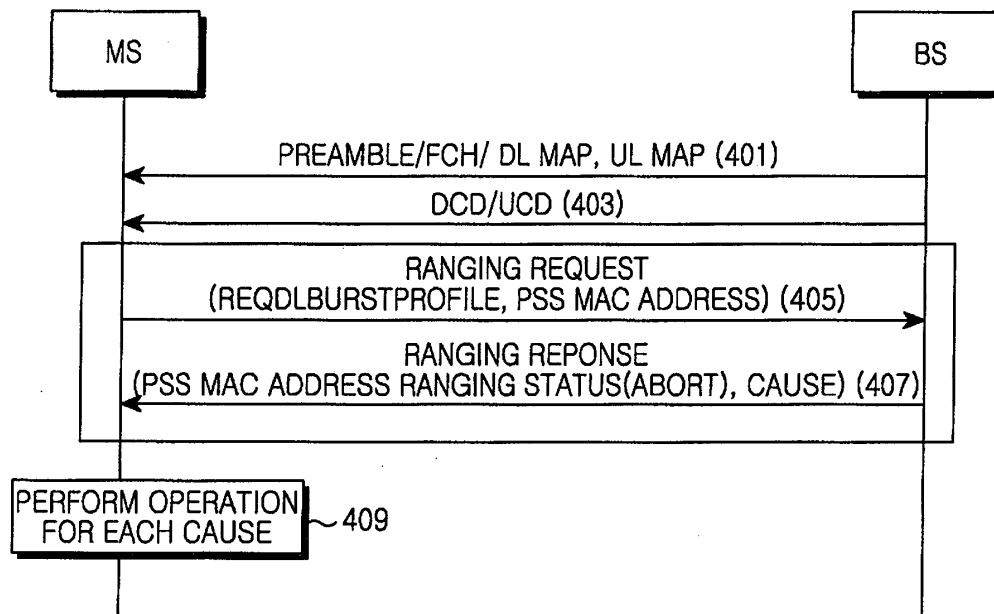 MS
BS
PREAMBLE/FCH/ DL MAP, UL MAP (401)
DCD/UCD (403)
RANGING REQUEST
(REQDLBURSTPROFILE, PSS MAC ADDRESS) (405)
RANGING REPONSE
(PSS MAC ADDRESS RANGING STATUS(ABORT), CAUSE) (407)
PERFORM OPERATION
FOR EACH CAUSE
409